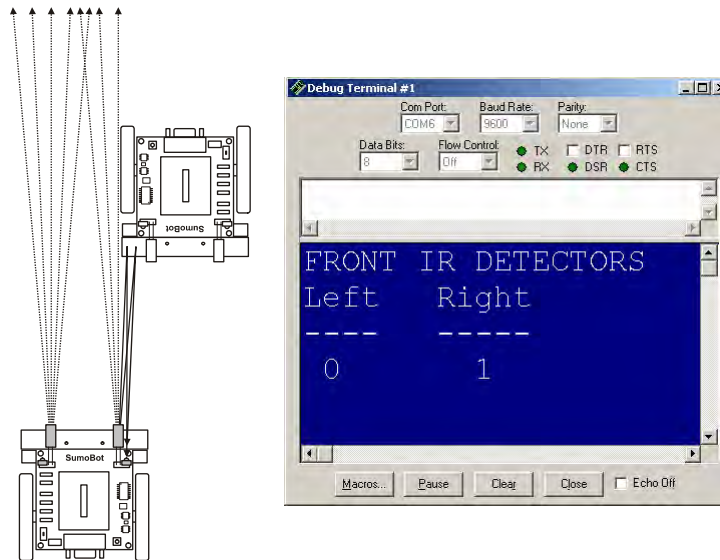 Debug Terminal #1
Com Port: Baud Rate: Parity:
COM6 9600 None
Data Bits: Flow Control:
8 Off
TX DTR RTS
RX DSR CTS
FRONT IR DETECTORS
Left Right
---- -----
0 1
Macros... Pause Clear Close Echo Off
SumoBot
SumoBot